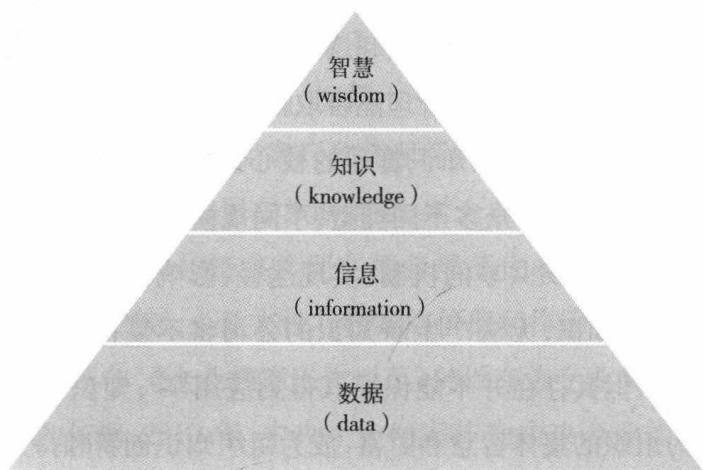 智慧
（wisdom）
知识
（knowledge）
信息
（information）
数据
（data）